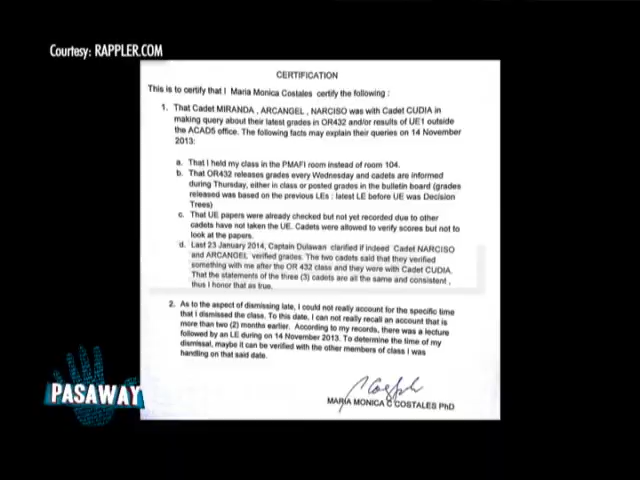 Courtesy: RAPPLER.COM
CERTIFICATION
This is to certify that I Maria Monica Costales certify the following :
1. That Cadet MIRANDA , ARCANGEL , NARCISO was with Cadet CUDIA in
making query about their latest grades in OR432 and/or results of UE1 outside
the ACAD5 office. The following facts may explain their queries on 14 November
2013:
a. That I held my class in the PMAFI room instead of room 104.
b. That OR432 releases grades every Wednesday and cadets are informed
during Thursday, either in class or posted grades in the bulletin board (grades
released was based on the previous LEs : latest LE before UE was Decision
Trees)
c. That UE papers were already checked but not yet recorded due to other
cadets have not taken the UE. Cadets were allowed to verify scores but not to
look at the papers.
d. Last 23 January 2014, Captain Dulawan clarified if indeed Cadet NARCISO
and ARCANGEL verified grades. The two cadets said that they verified
something with me after the OR 432 class and they were with Cadet CUDIA.
That the statements of the three (3) cadets are all the same and consistent ,
thus I honor that as true.
2. As to the aspect of dismissing late, I could not really account for the specific time
that I dismissed the class. To this date, I can not really recall an account that is
more than two (2) months earlier. According to my records, there was a lecture
followed by an LE during on 14 November 2013. To determine the time of my
dismissal, maybe it can be verified with the other members of class I was
handling on that said date.
MARIA MONICA C COSTALES PhD
PASAWAY